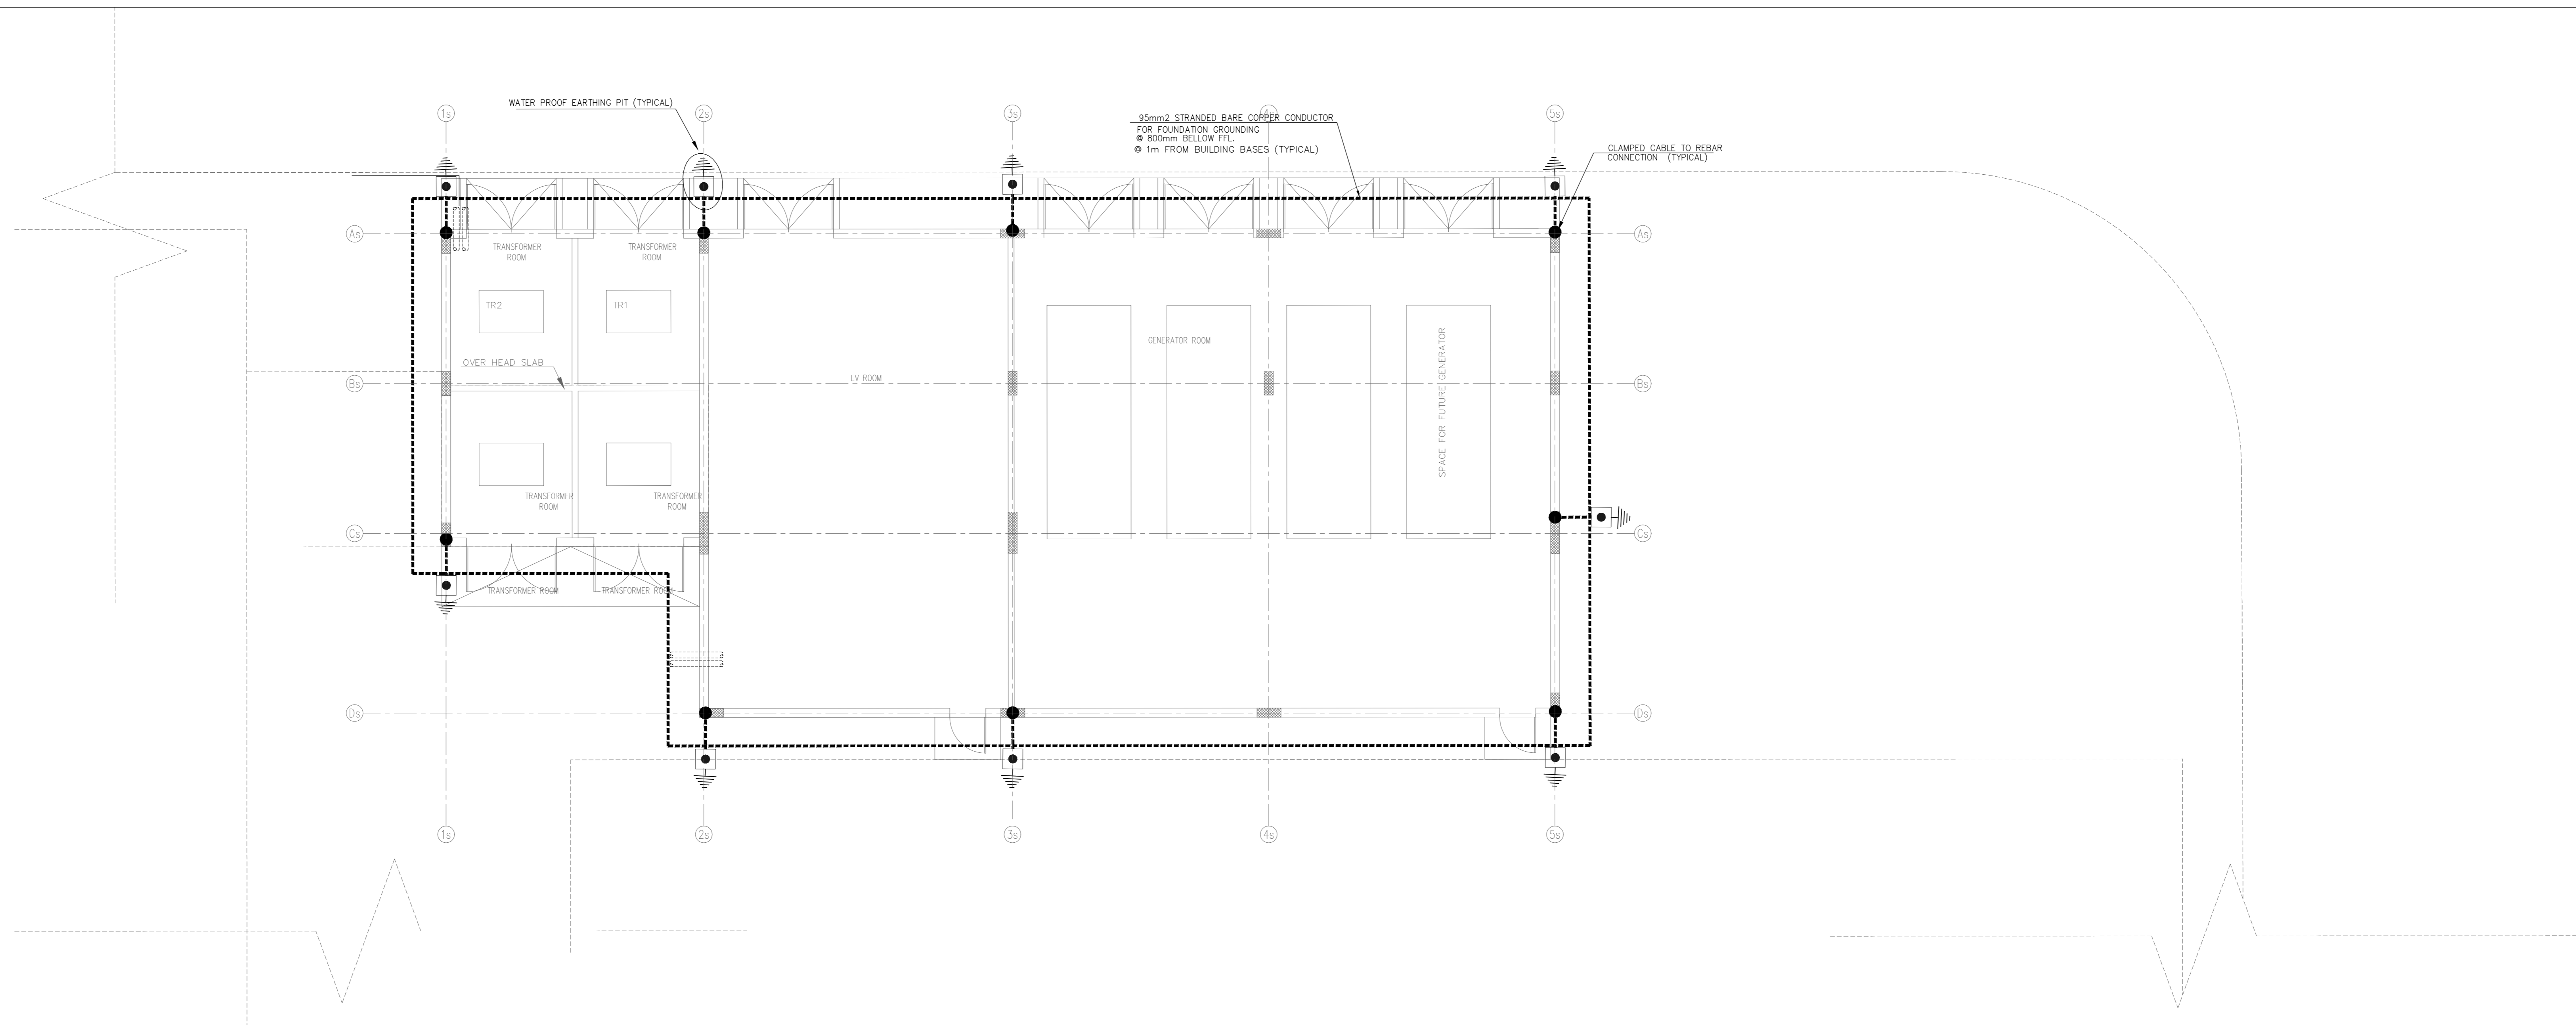 WATER PROOF EARTHING PIT (TYPICAL)
1s
2s
3s
4s
5s
95mm2 STRANDED BARE COPPER CONDUCTOR
FOR FOUNDATION GROUNDING
@ 800mm BELLOW FFL.
@ 1m FROM BUILDING BASES (TYPICAL)
CLAMPED CABLE TO REBAR
CONNECTION (TYPICAL)
As
As
TRANSFORMER
ROOM
TRANSFORMER
ROOM
TR2
TR1
GENERATOR ROOM
SPACE FOR FUTURE GENERATOR
OVER HEAD SLAB
LV ROOM
Bs
Bs
TRANSFORMER
ROOM
TRANSFORMER
ROOM
Cs
Cs
TRANSFORMER ROOM
TRANSFORMER ROOM
Ds
Ds
1s
2s
3s
4s
5s